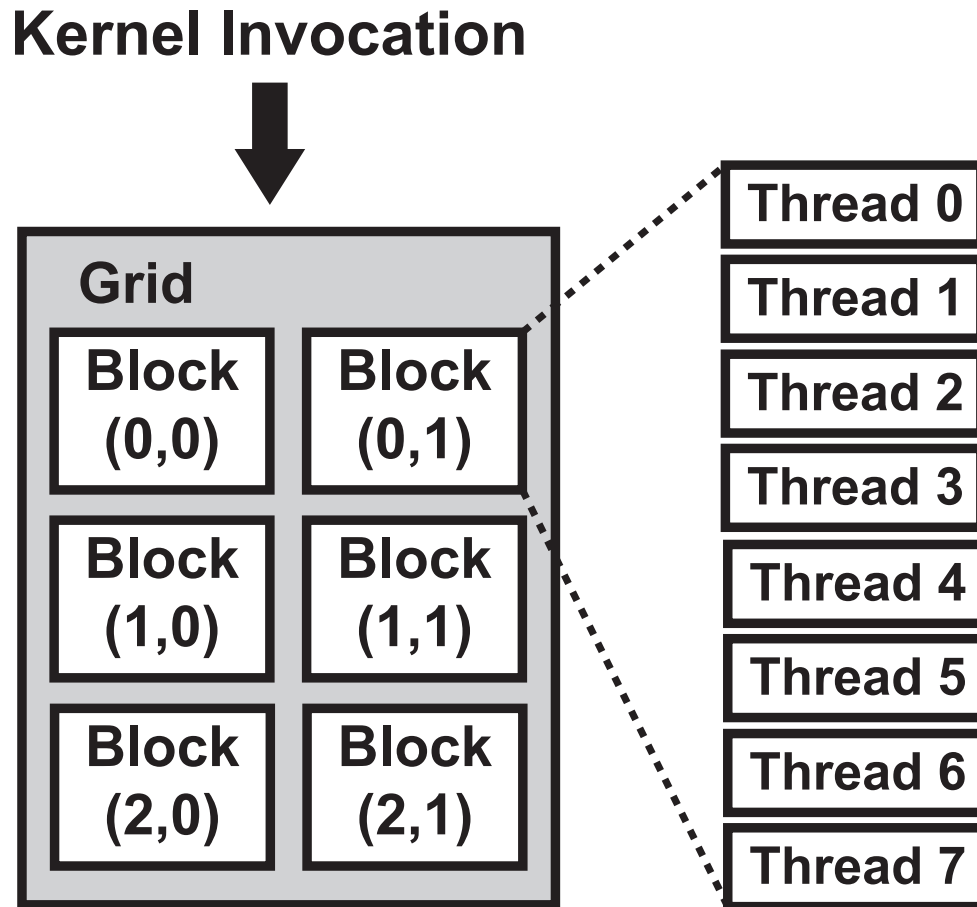 Kernel Invocation
Grid
Block
(0,0)
Block
(0,1)
Block
(1,0)
Block
(1,1)
Block
(2,0)
Block
(2,1)
Thread 0
Thread 1
Thread 2
Thread 3
Thread 4
Thread 5
Thread 6
Thread 7